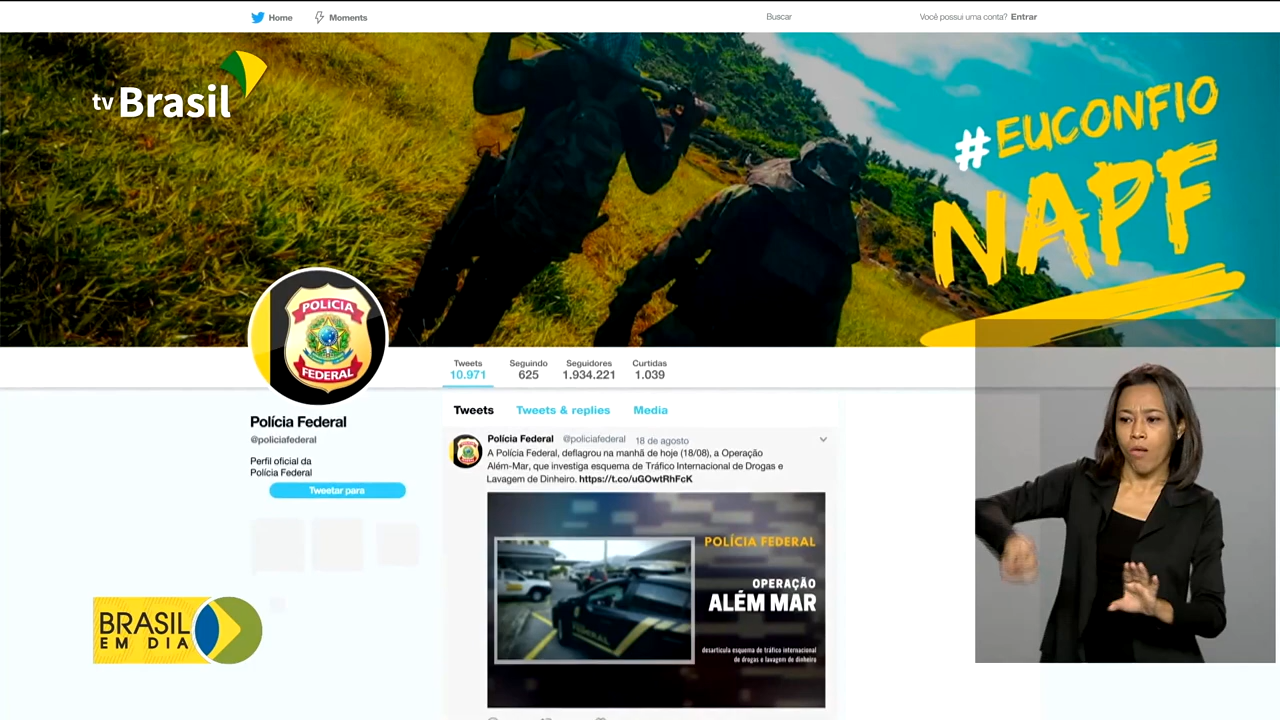 Home
Moments
Buscar
Você possui uma conta? Entrar
tv Brasil
#EUCONFIO
NAPF
POLÍCIA
FEDERAL
Tweets
Seguindo
Seguidores
Curtidas
10.971
625
1.934.221
1.039
Polícia Federal
@policiafederal
Perfil oficial da
Polícia Federal
Tweetar para
Tweets
Tweets & replies
Media
Polícia Federal @policiafederal 18 de agosto
A Polícia Federal, deflagrou na manhã de hoje (18/08), a Operação
Além-Mar, que investiga esquema de Tráfico Internacional de Drogas e
Lavagem de Dinheiro. https://t.co/uGOwtRhFcK
POLÍCIA FEDERAL
OPERAÇÃO
ALÉM MAR
desarticula esquema de tráfico internacional
de drogas e lavagem de dinheiro
BRASIL
EM DIA